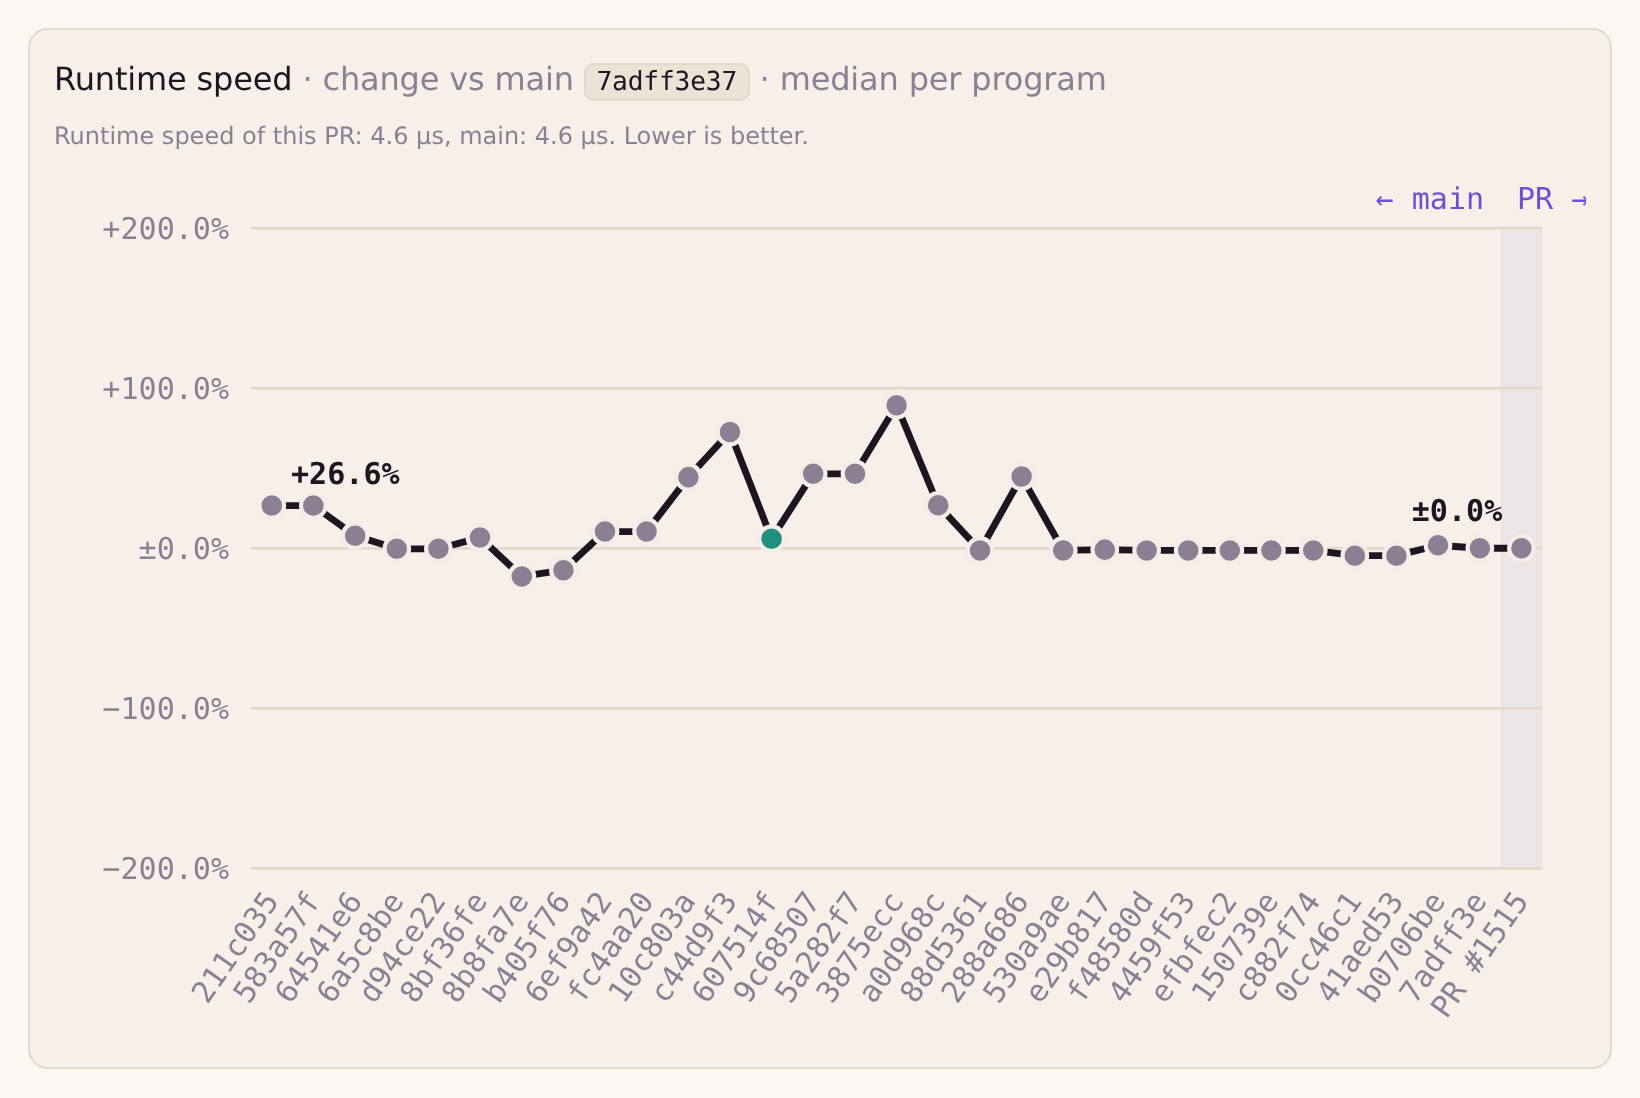 Runtime speed · change vs main 7adff3e37 · median per program
Runtime speed of this PR: 4.6 µs, main: 4.6 µs. Lower is better.
← main PR →
+200.0%
+100.0%
±0.0%
−100.0%
−200.0%
+26.6%
±0.0%
211c035
583a57f
64541e6
6a5c8be
d94ce22
8bf36fe
8b8fa7e
b405f76
6ef9a42
fc4aa20
10c803a
c44d9f3
607514f
9c68507
5a282f7
3875ecc
a0d968c
88d5361
288a686
530a9ae
e29b817
f48580d
4459f53
efbfec2
150739e
c882f74
0cc46c1
41aed53
b0706be
7adff3e
PR #1515